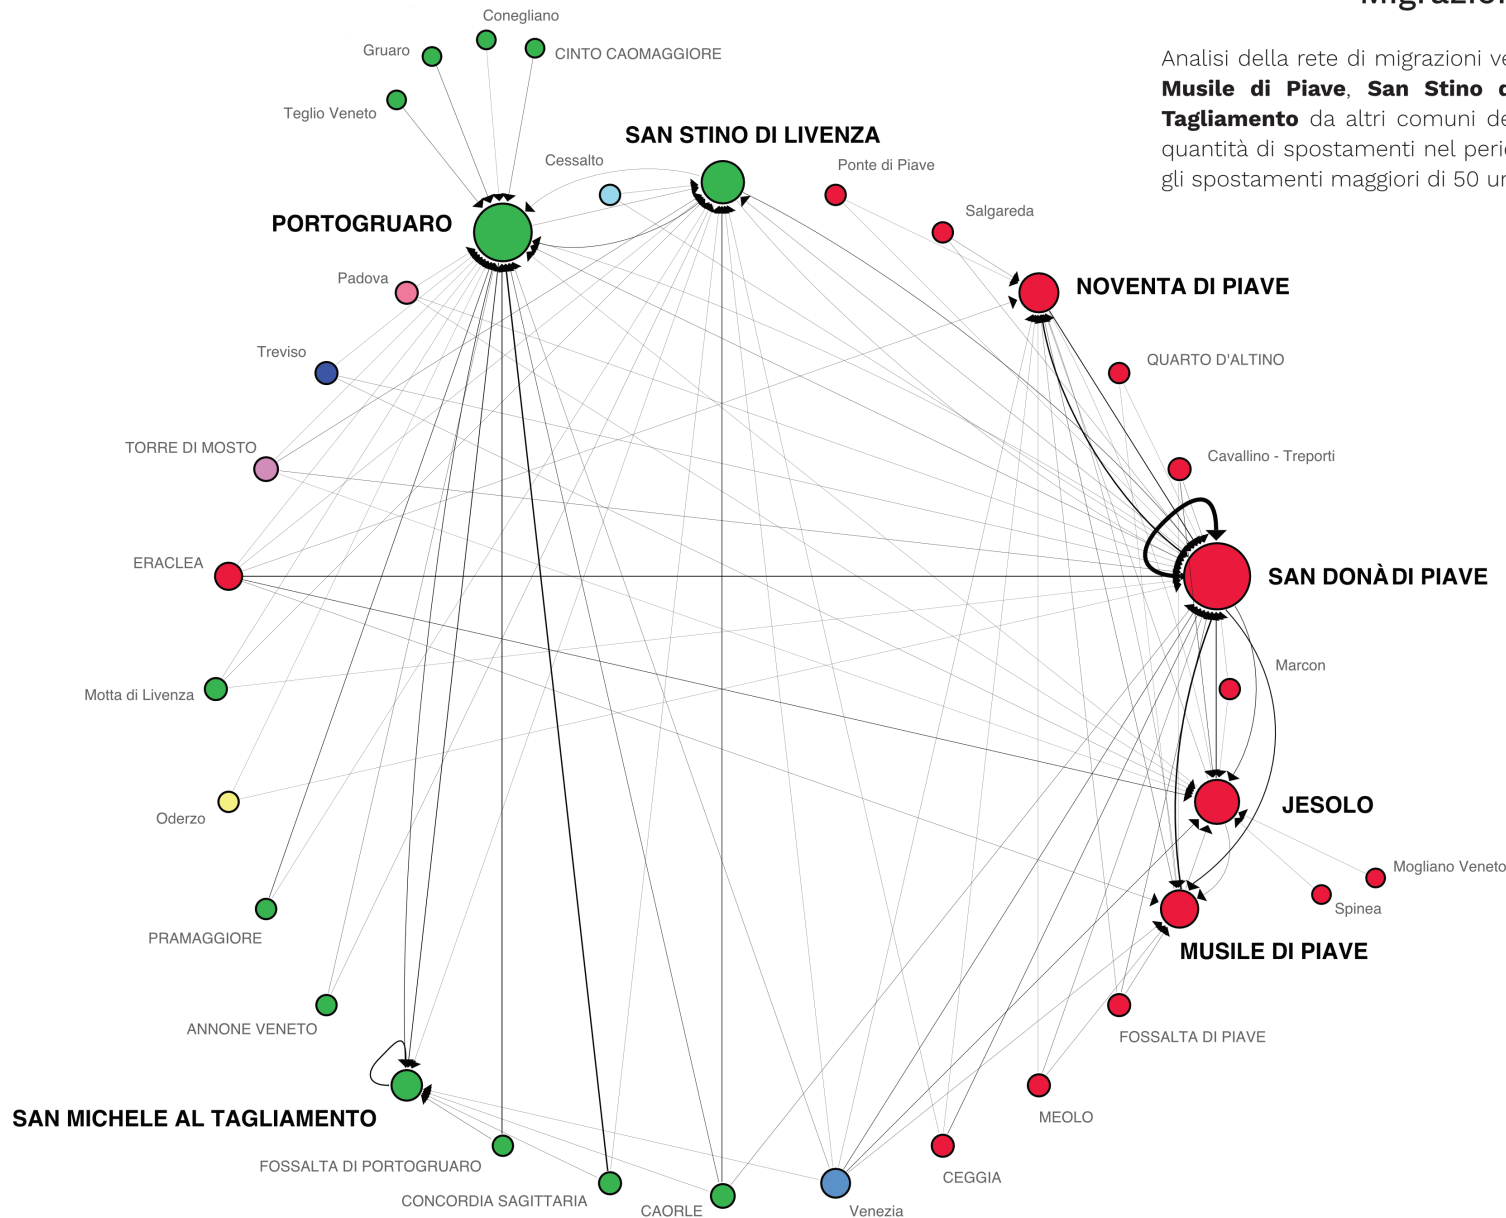 Conegliano
Gruaro
CINTO CAOMAGGIORE
Teglio Veneto
Analisi della rete di migrazioni
Musile di Piave, San Stino
Tagliamento da altri comuni
quantità di spostamenti nel
gli spostamenti maggiori di 50
SAN STINO DI LIVENZA
Cessalto
Ponte di Piave
Salgareda
PORTOGRUARO
Padova
NOVENTA DI PIAVE
Treviso
QUARTO D'ALTINO
TORRE DI MOSTO
Cavallino - Treporti
ERACLEA
SAN DONÀ DI PIAVE
Marcon
Motta di Livenza
Oderzo
JESOLO
Mogliano Veneto
Spinea
PRAMAGGIORE
MUSILE DI PIAVE
ANNONE VENETO
FOSSALTA DI PIAVE
SAN MICHELE AL TAGLIAMENTO
MEOLO
FOSSALTA DI PORTOGRUARO
CEGGIA
CONCORDIA SAGITTARIA
CAORLE
Venezia